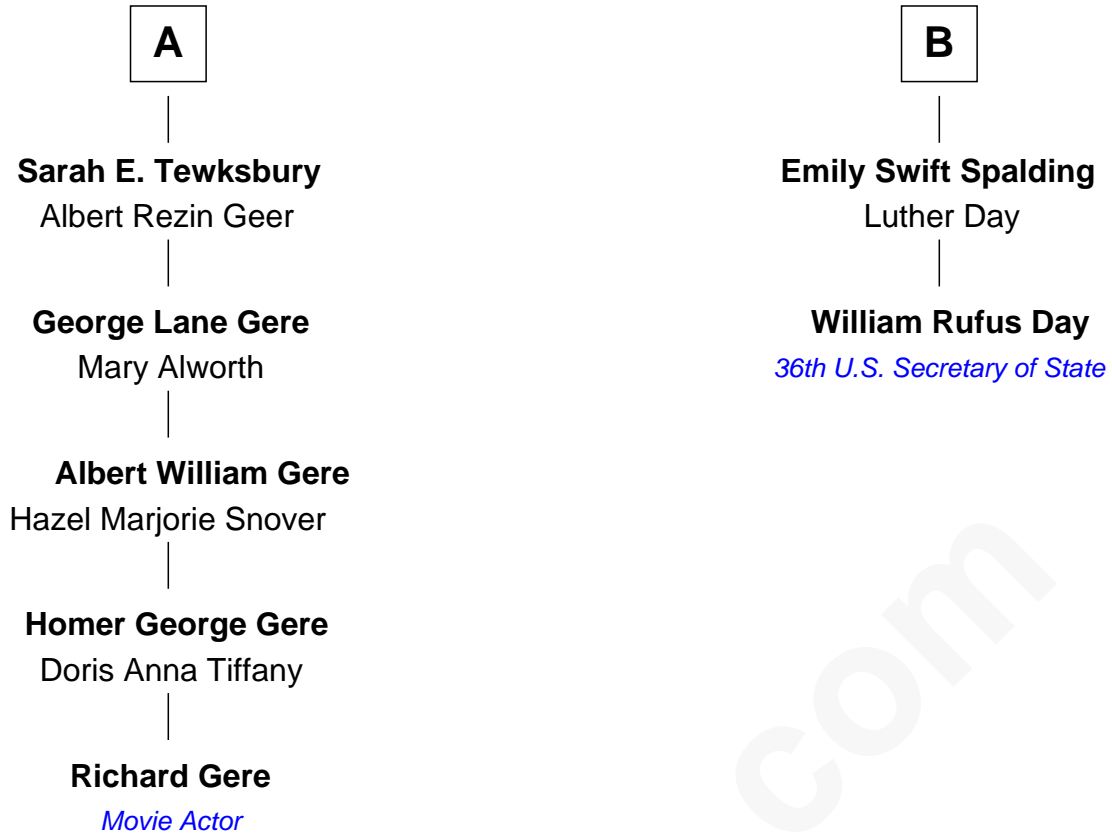 A
Sarah E. Tewksbury
Albert Rezin Geer
George Lane Gere
Mary Alworth
Albert William Gere
Hazel Marjorie Snover
Homer George Gere
Doris Anna Tiffany
Richard Gere
Movie Actor
B
Emily Swift Spalding
Luther Day
William Rufus Day
36th U.S. Secretary of State
com